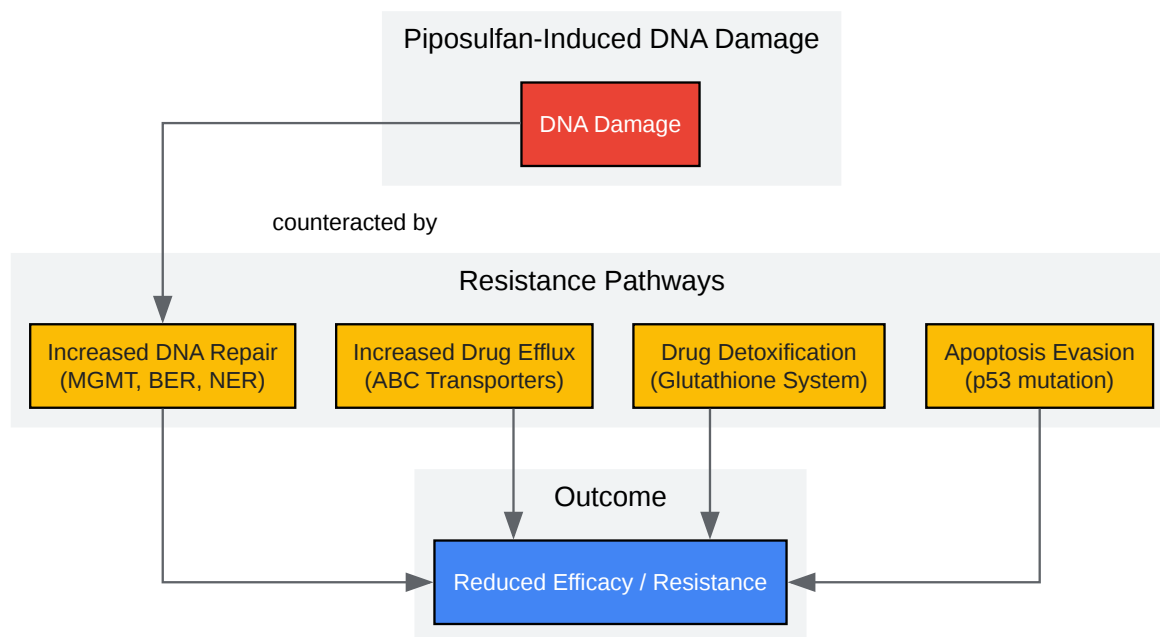 Piposulfan-Induced DNA Damage
DNA Damage
counteracted by
Resistance Pathways
Increased DNA Repair
(MGMT, BER, NER)
Increased Drug Efflux
(ABC Transporters)
Drug Detoxification
(Glutathione System)
Apoptosis Evasion
(p53 mutation)
Outcome
Reduced Efficacy / Resistance